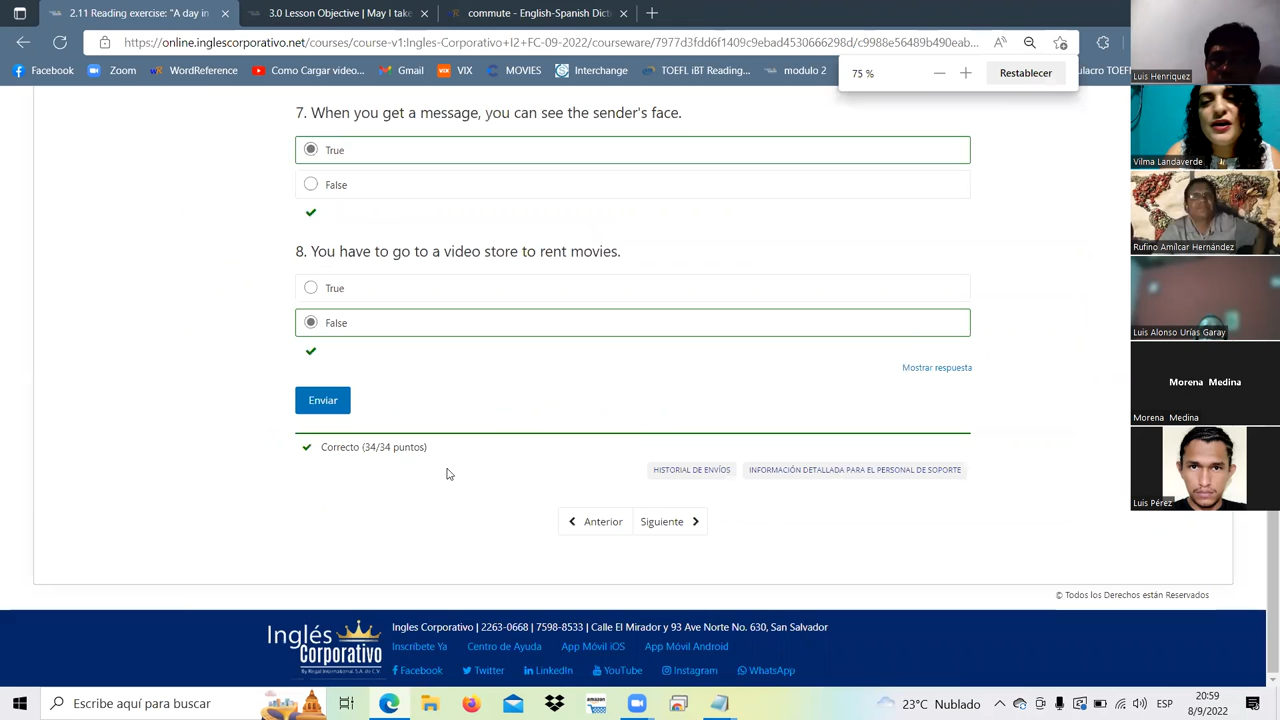 2.11 Reading exercise: "A day in
3.0 Learning Objective | May I take
commute - English-Spanish Dict
https://online.inglescorporativo.net/courses/course-v1:Ingles-Corporativo+I2+FC-09-2022/courseware/7977d3fdd6f1409c9ebad4530666298d/c9988e56489b490eab...
Facebook
Zoom
WordReference
Como Cargar video...
Gmail
VIX
MOVIES
Interchange
TOEFL iBT Reading...
modulo 2
75 %
Restablecer
7. When you get a message, you can see the sender's face.
True
False
8. You have to go to a video store to rent movies.
True
False
Mostrar respuesta
Enviar
Correcto (34/34 puntos)
HISTORIAL DE ENVÍOS
INFORMACIÓN DETALLADA PARA EL PERSONAL DE SOPORTE
Anterior
Siguiente
© Todos los Derechos están Reservados
Inglés Corporativo
Ingles Corporativo | 2263-0668 | 7598-8533 | Calle El Mirador y 93 Ave Norte No. 630, San Salvador
Inscríbete Ya
Centro de Ayuda
App Móvil iOS
App Móvil Android
Facebook
Twitter
LinkedIn
YouTube
Instagram
WhatsApp
Luis Henriquez
Vilma Landaverde
Rufino Amílcar Hernández
Luis Alonso Urías Garay
Morena Medina
Morena Medina
Luis Pérez
Escribe aquí para buscar
amazon
23°C Nublado
ESP
20:59
8/9/2022